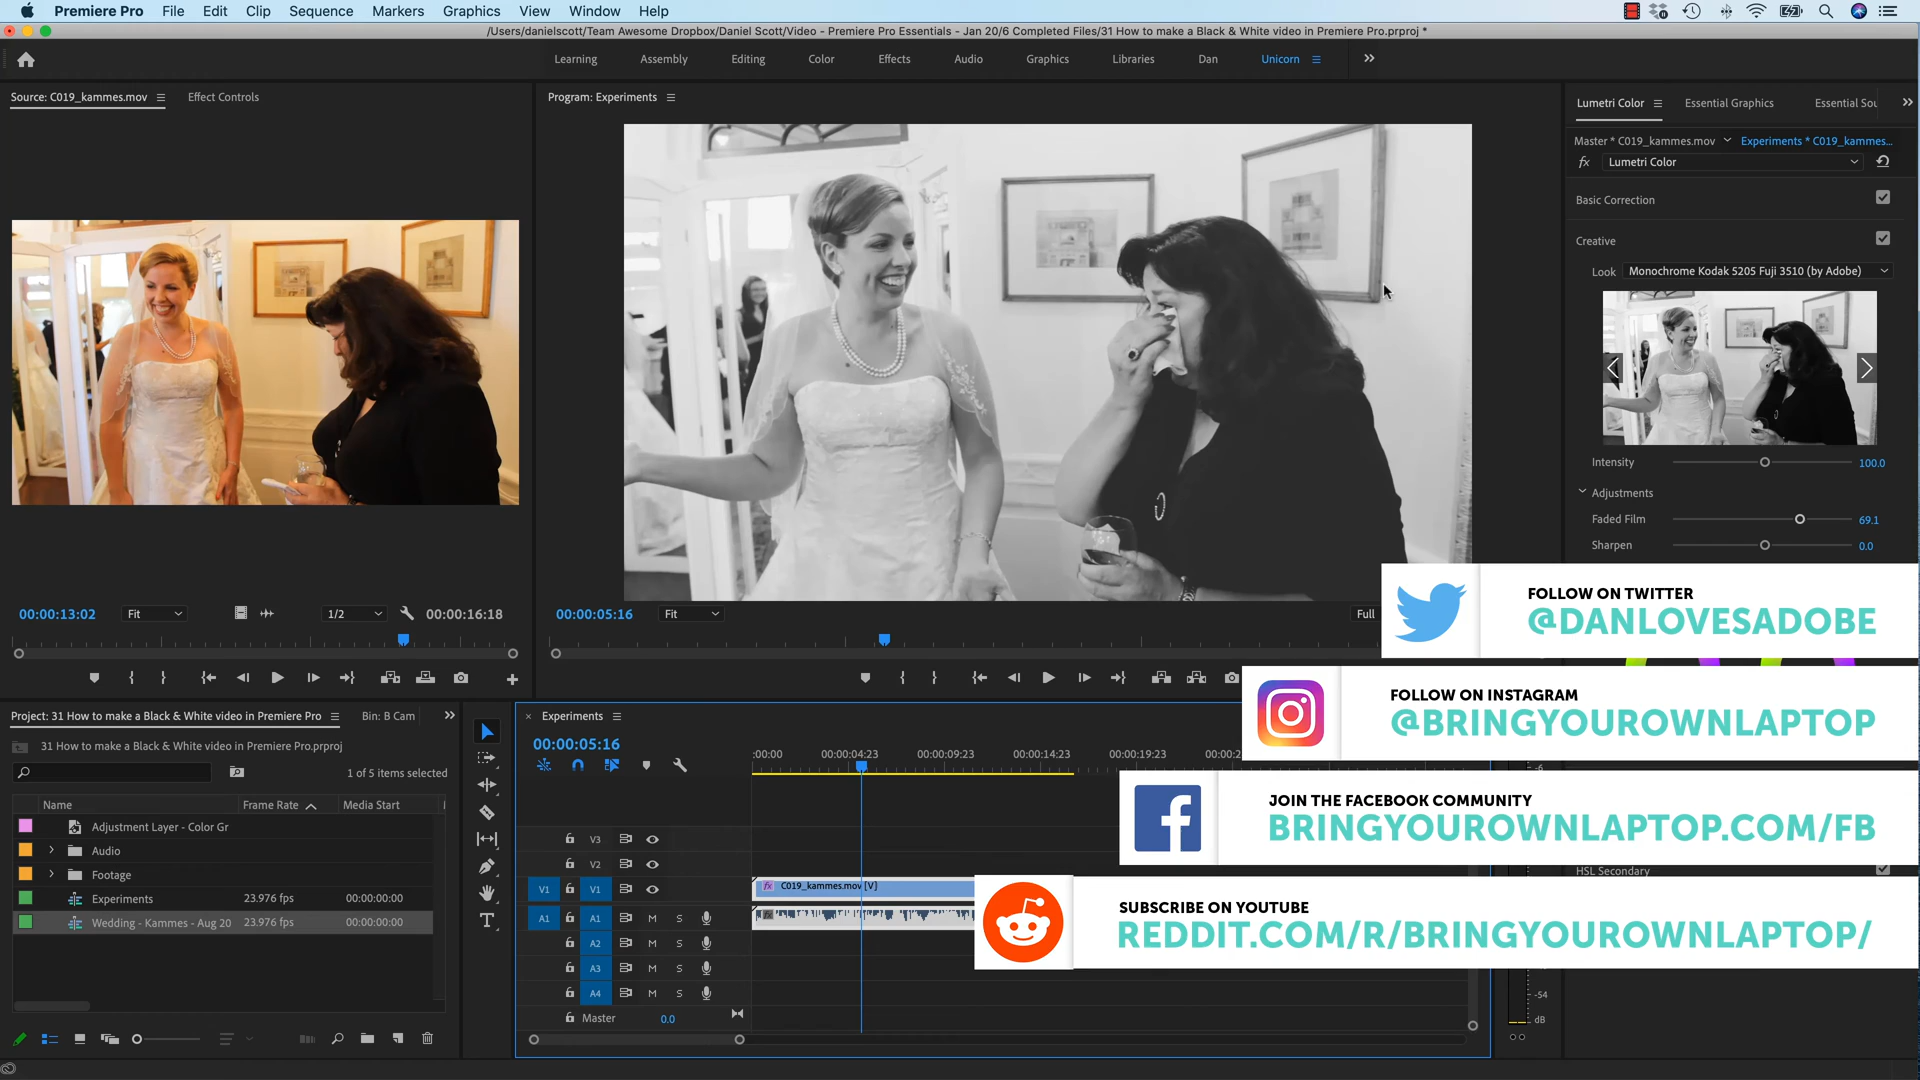 Premiere Pro File Edit Clip Sequence Markers Graphics View Window Help
/Users/danielscott/Team Awesome Dropbox/Daniel Scott/Video - Premiere Pro Essentials - Jan 20/6 Completed Files/31 How to make a Black & White video in Premiere Pro.prproj *
Learning Assembly Editing Color Effects Audio Graphics Libraries Dan Unicorn
Source: C019_kammes.mov Effect Controls
Program: Experiments
Lumetri Color Essential Graphics Essential Sou
Master * C019_kammes.mov Experiments * C019_kammes...
fx Lumetri Color
Basic Correction
Creative
Look Monochrome Kodak 5205 Fuji 3510 (by Adobe)
Intensity 100.0
Adjustments
Faded Film 69.1
Sharpen 0.0
00:00:13:02 Fit 1/2 00:00:16:18
00:00:05:16 Fit Full
FOLLOW ON TWITTER
@DANLOVESADOBE
FOLLOW ON INSTAGRAM
@BRINGYOUROWNLAPTOP
JOIN THE FACEBOOK COMMUNITY
BRINGYOUROWNLAPTOP.COM/FB
HSL Secondary
SUBSCRIBE ON YOUTUBE
REDDIT.COM/R/BRINGYOUROWNLAPTOP/
Project: 31 How to make a Black & White video in Premiere Pro Bin: B Cam
31 How to make a Black & White video in Premiere Pro.prproj
1 of 5 items selected
Name Frame Rate Media Start
Adjustment Layer - Color Gr
Audio
Footage
Experiments 23.976 fps 00:00:00:00
Wedding - Kammes - Aug 20 23.976 fps 00:00:00:00
Experiments
00:00:05:16
:00:00 00:00:04:23 00:00:09:23 00:00:14:23 00:00:19:23 00:00:2
V3
V2
V1 V1 fx C019_kammes.mov [V]
A1 A1 M S fx
A2 M S
A3 M S
A4 M S
Master 0.0
-6
-54
dB